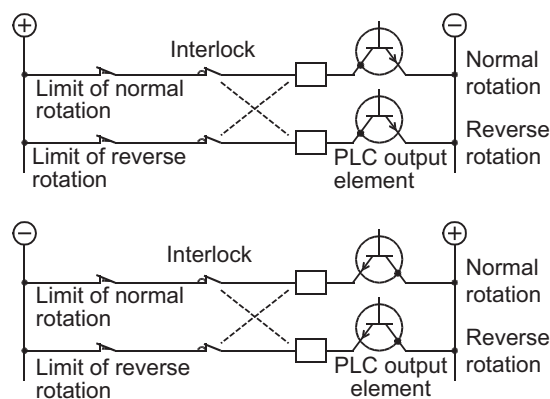 +
−
Interlock
Normal
rotation
Limit of normal
rotation
Reverse
rotation
Limit of reverse
rotation
PLC output
element
−
+
Interlock
Normal
rotation
Limit of normal
rotation
Reverse
rotation
Limit of reverse
rotation
PLC output
element